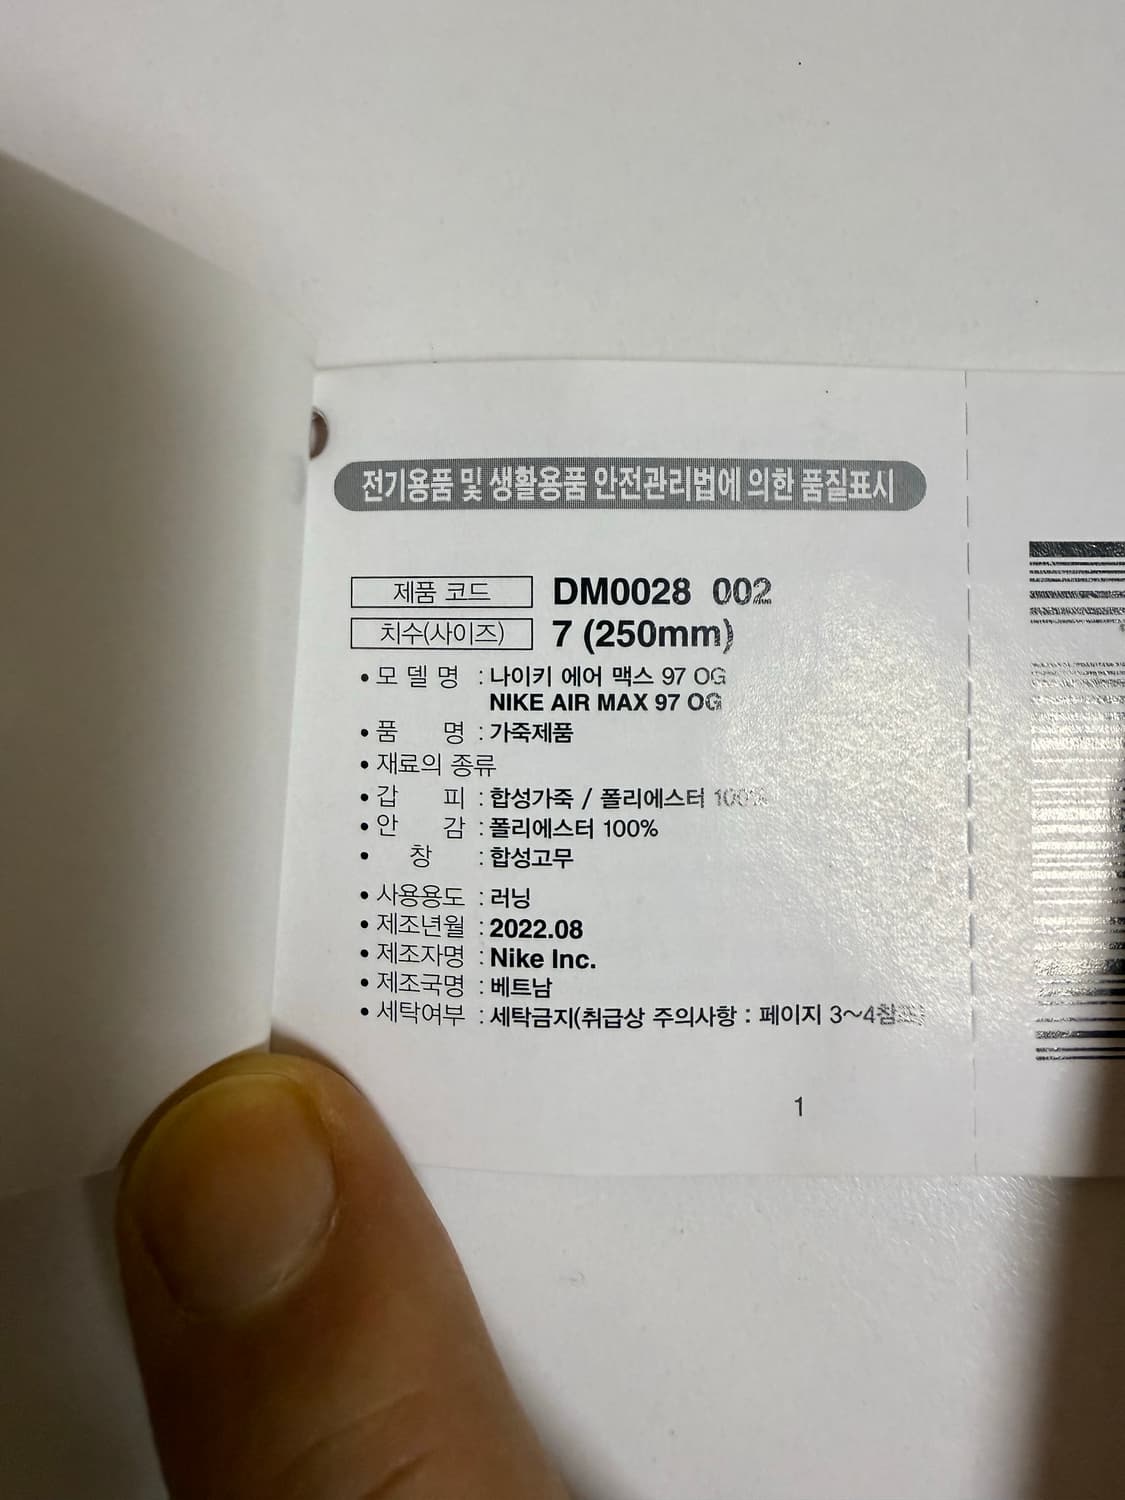 전기용품 및 생활용품 안전관리법에 의한 품질표시
제품 코드 DM0028 002
치수(사이즈) 7 (250mm)
• 모 델 명 : 나이키 에어 맥스 97 OG
NIKE AIR MAX 97 OG
• 품 명 : 가죽제품
• 재료의 종류
• 갑 피 : 합성가죽 / 폴리에스터 100%
• 안 감 : 폴리에스터 100%
• 창 : 합성고무
• 사용용도 : 러닝
• 제조년월 : 2022.08
• 제조자명 : Nike Inc.
• 제조국명 : 베트남
• 세탁여부 : 세탁금지(취급상 주의사항 : 페이지 3~4참조)
1